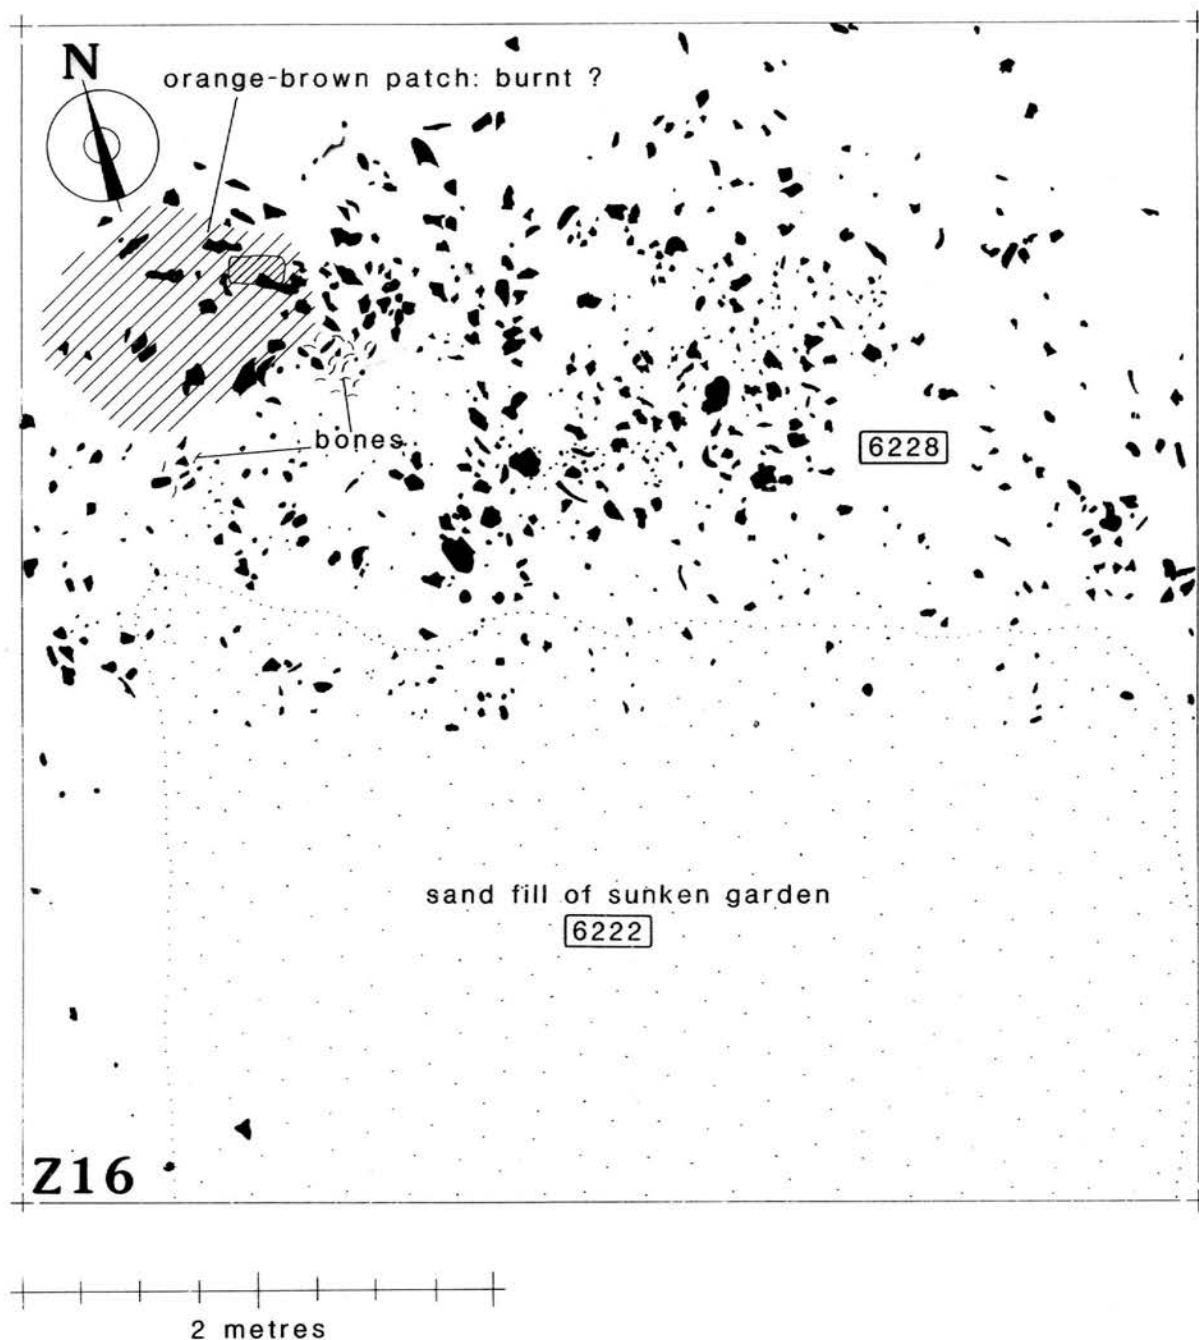 N
orange-brown patch: burnt ?
bones
6228
sand fill of sunken garden
6222
Z16
2 metres